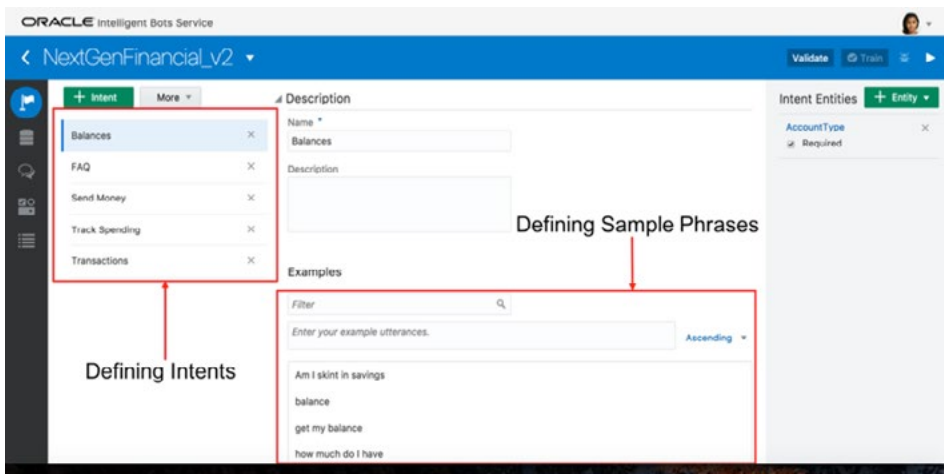 ORACLE Intelligent Bots Service
NextGenFinancial_v2
Validate
Train
+ Intent
More
Description
Intent Entities
+ Entity
Name *
Balances
AccountType
Required
Balances
FAQ
Description
Send Money
Track Spending
Transactions
Defining Sample Phrases
Examples
Filter
Enter your example utterances.
Ascending
Defining Intents
Am I skint in savings
balance
get my balance
how much do I have